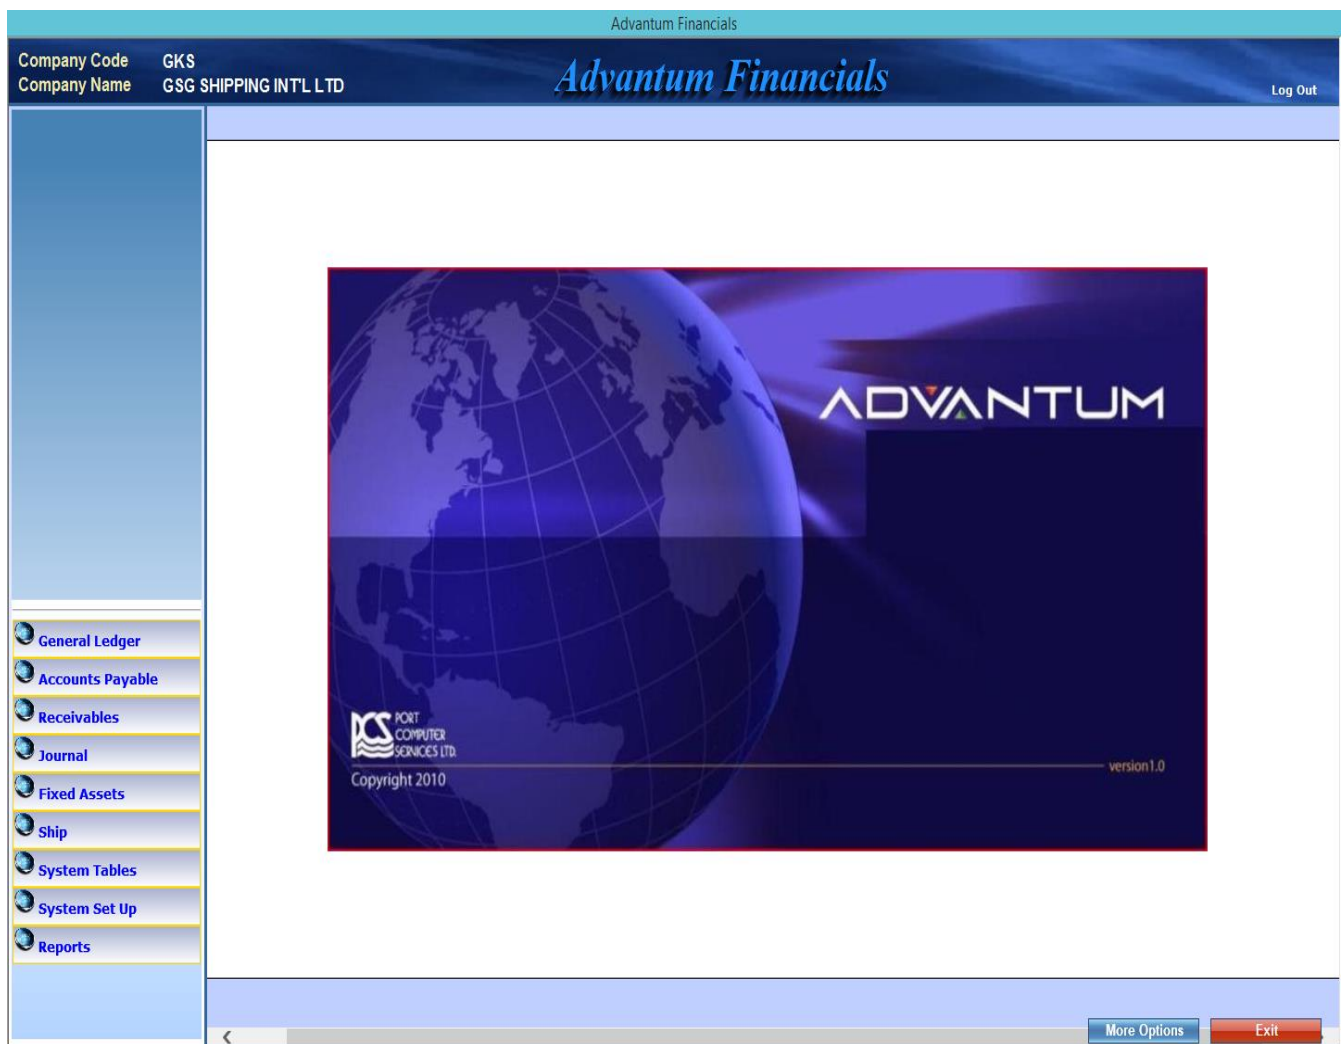 Advantum Financials
Company Code GKS
Company Name GSG SHIPPING INT'L LTD
Advantum Financials
Log Out
ADVANTUM
General Ledger
Accounts Payable
Receivables
Journal
Fixed Assets
Ship
System Tables
System Set Up
Reports
PCS PORT
COMPUTER
SERVICES LTD.
Copyright 2010
version1.0
More Options
Exit